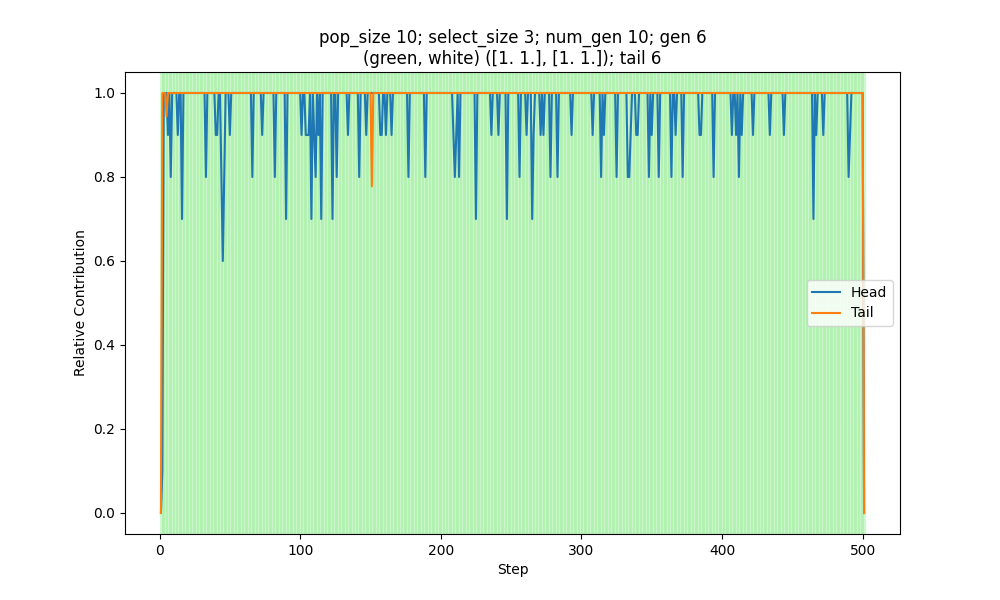 pop_size 10; select_size 3; num_gen 10; gen 6
(green, white) ([1. 1.], [1. 1.]); tail 6
1.0
0.8
0.6
0.4
0.2
0.0
Relative Contribution
Head
Tail
0 100 200 300 400 500
Step